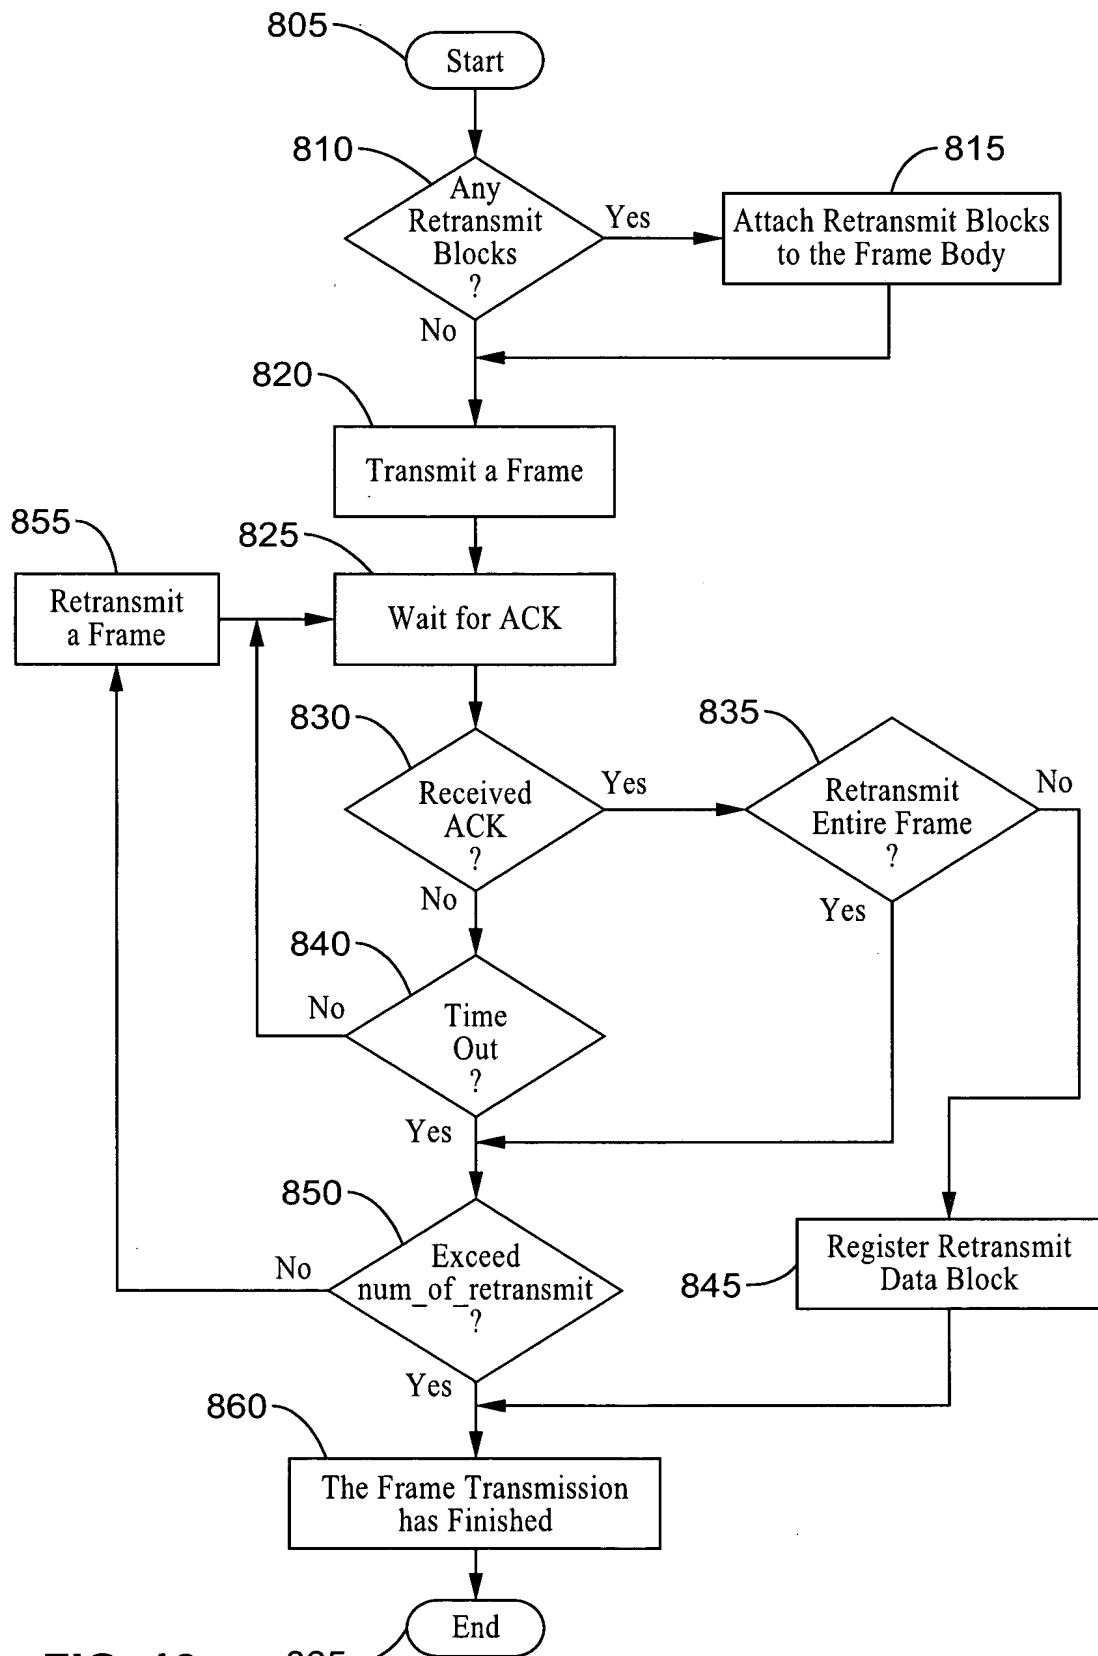 805
Start
810
Any
Retransmit
Blocks
?
Yes
815
Attach Retransmit Blocks
to the Frame Body
No
820
Transmit a Frame
855
Retransmit
a Frame
825
Wait for ACK
830
Received
ACK
?
Yes
835
Retransmit
Entire Frame
?
No
Yes
No
840
Time
Out
?
No
Yes
850
Exceed
num_of_retransmit
?
No
845
Register Retransmit
Data Block
Yes
860
The Frame Transmission
has Finished
End